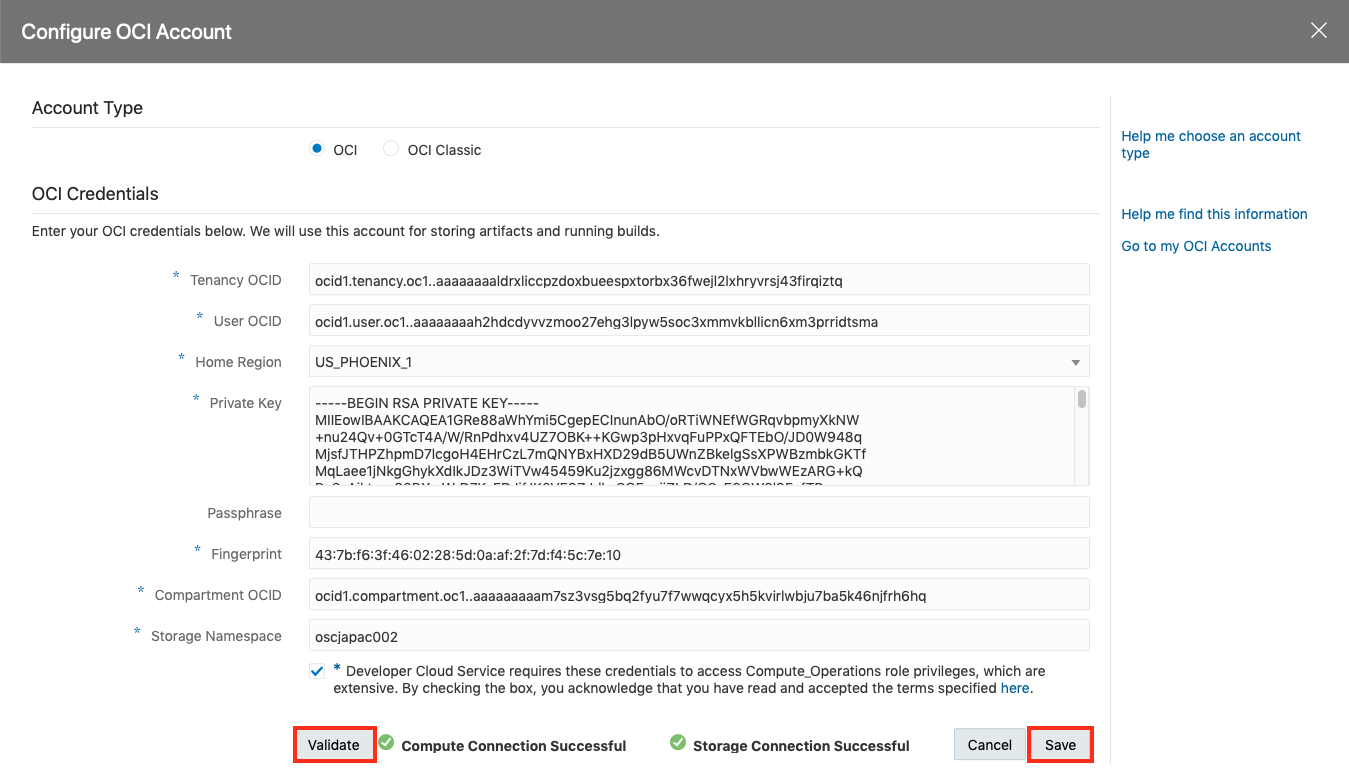 Configure OCI Account
Account Type
OCI
OCI Classic
OCI Credentials
Enter your OCI credentials below. We will use this account for storing artifacts and running builds.
* Tenancy OCID
ocid1.tenancy.oc1..aaaaaaaaldrxliccpzdoxbueespxtorbx36fwejl2lxhryvrsj43firqiztq
* User OCID
ocid1.user.oc1..aaaaaaaah2hdcdyvvzmoo27ehg3lpyw5soc3xmmvkbllicn6xm3prridtsma
* Home Region
US_PHOENIX_1
* Private Key
-----BEGIN RSA PRIVATE KEY-----
MIIEowIBAAKCAQEA1GRe88aWhYmi5CgepECInunAbO/oRTiWNEfWGRqvbpmyXkNW
+nu24Qv+0GTcT4A/W/RnPdhxv4UZ7OBK++KGwp3pHxvqFuPPxQFTEbO/JD0W948q
MjsfJTHPZhpmD7lcgoH4EHrCzL7mQNYBxHXD29dB5UWnZBkelgSsXPWBzmbkGKTf
MqLaee1jNkgGhykXdlkJDz3WiTVw45459Ku2jzxgg86MWcvDTNxWVbwWEzARG+kQ
Passphrase
* Fingerprint
43:7b:f6:3f:46:02:28:5d:0a:af:2f:7d:f4:5c:7e:10
* Compartment OCID
ocid1.compartment.oc1..aaaaaaaaam7sz3vsg5bq2fyu7f7wwqcyx5h5kvirlwbju7ba5k46njfrh6hq
* Storage Namespace
oscjapac002
* Developer Cloud Service requires these credentials to access Compute_Operations role privileges, which are
extensive. By checking the box, you acknowledge that you have read and accepted the terms specified here.
Validate
Compute Connection Successful
Storage Connection Successful
Cancel
Save
Help me choose an account
type
Help me find this information
Go to my OCI Accounts